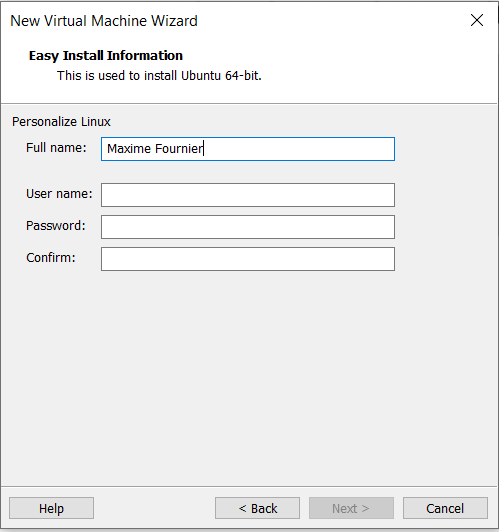 New Virtual Machine Wizard
Easy Install Information
This is used to install Ubuntu 64-bit.
Personalize Linux
Full name: Maxime Fournier
User name:
Password:
Confirm:
Help < Back Next > Cancel